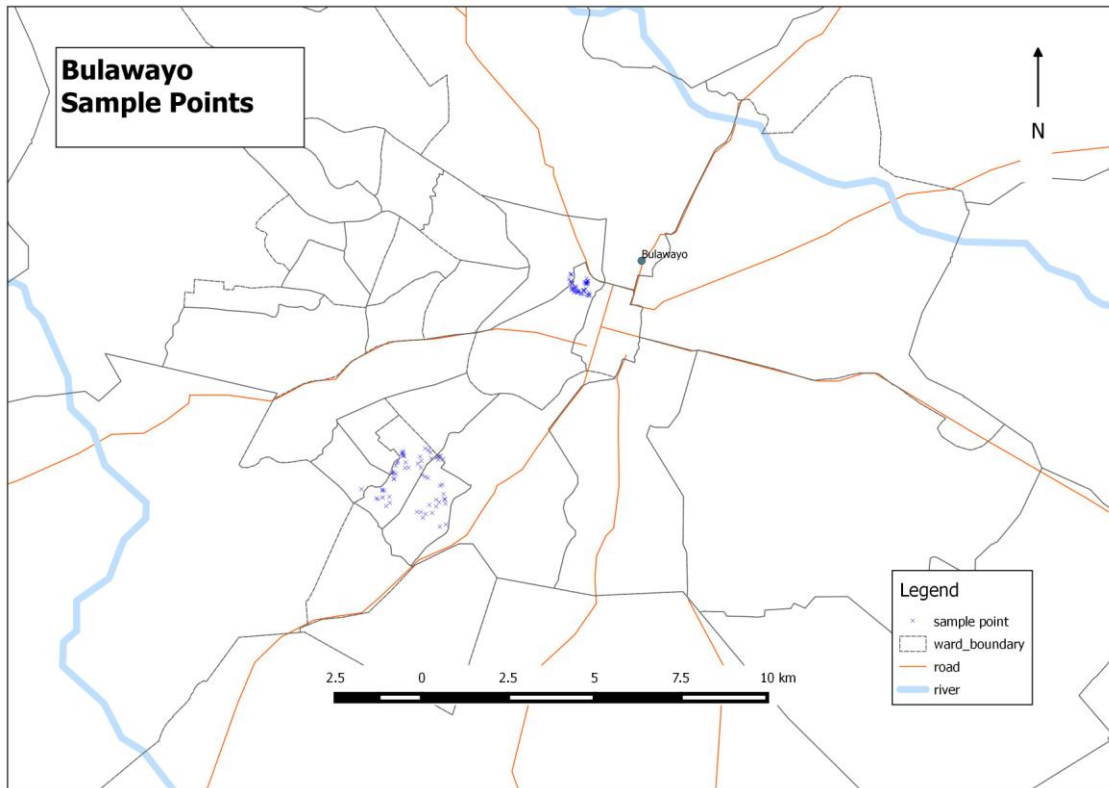 Bulawayo
Sample Points
N
Bulawayo
Legend
sample point
ward_boundary
road
river
2.5 0 2.5 5 7.5 10 km